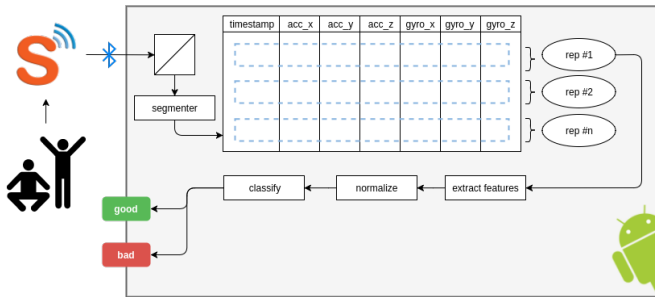 timestamp acc_x acc_y acc_z gyro_x gyro_y gyro_z
S
rep #1
rep #2
segmenter
rep #n
classify normalize extract features
good
bad